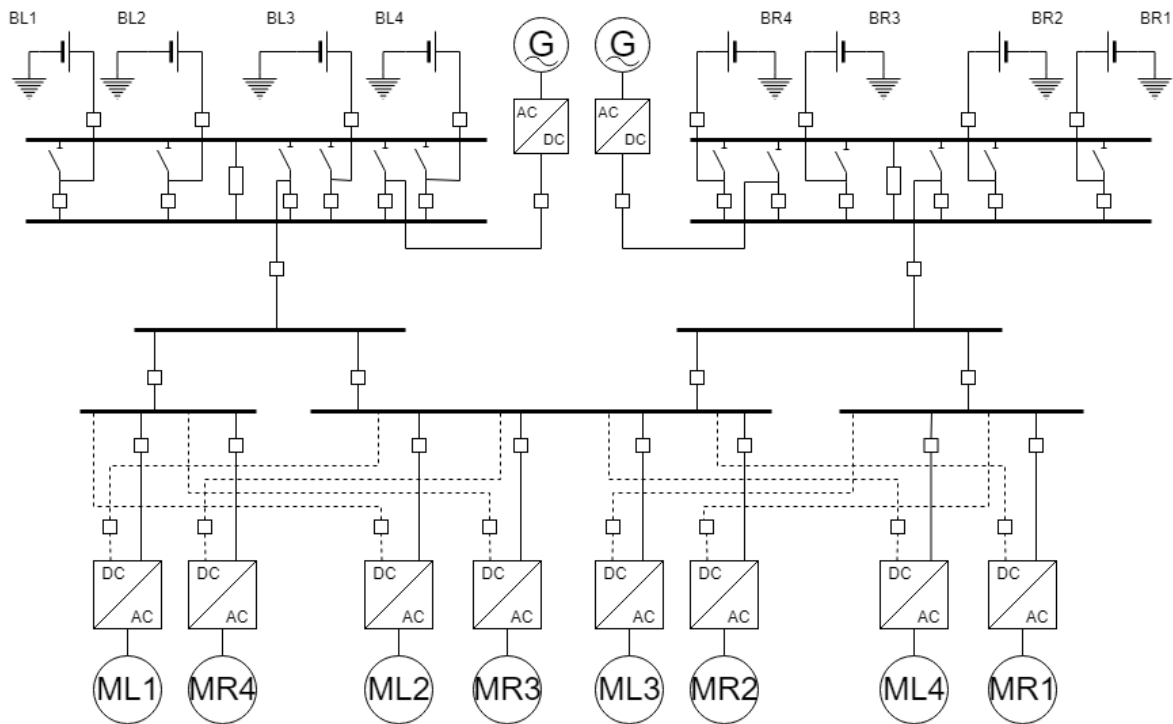 BL1 BL2 BL3 BL4 BR4 BR3 BR2 BR1
G G
AC AC
DC DC
DC DC DC DC DC DC DC DC
AC AC AC AC AC AC AC AC
ML1 MR4 ML2 MR3 ML3 MR2 ML4 MR1